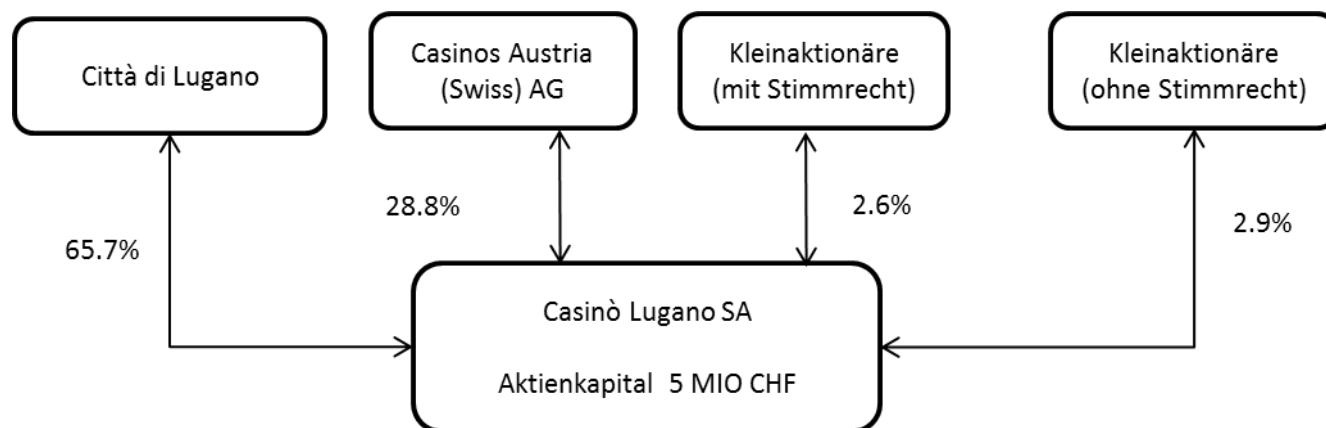 Città di Lugano
Casinos Austria
(Swiss) AG
Kleinaktionäre
(mit Stimmrecht)
Kleinaktionäre
(ohne Stimmrecht)
65.7%
28.8%
2.6%
2.9%
Casinò Lugano SA
Aktienkapital 5 MIO CHF